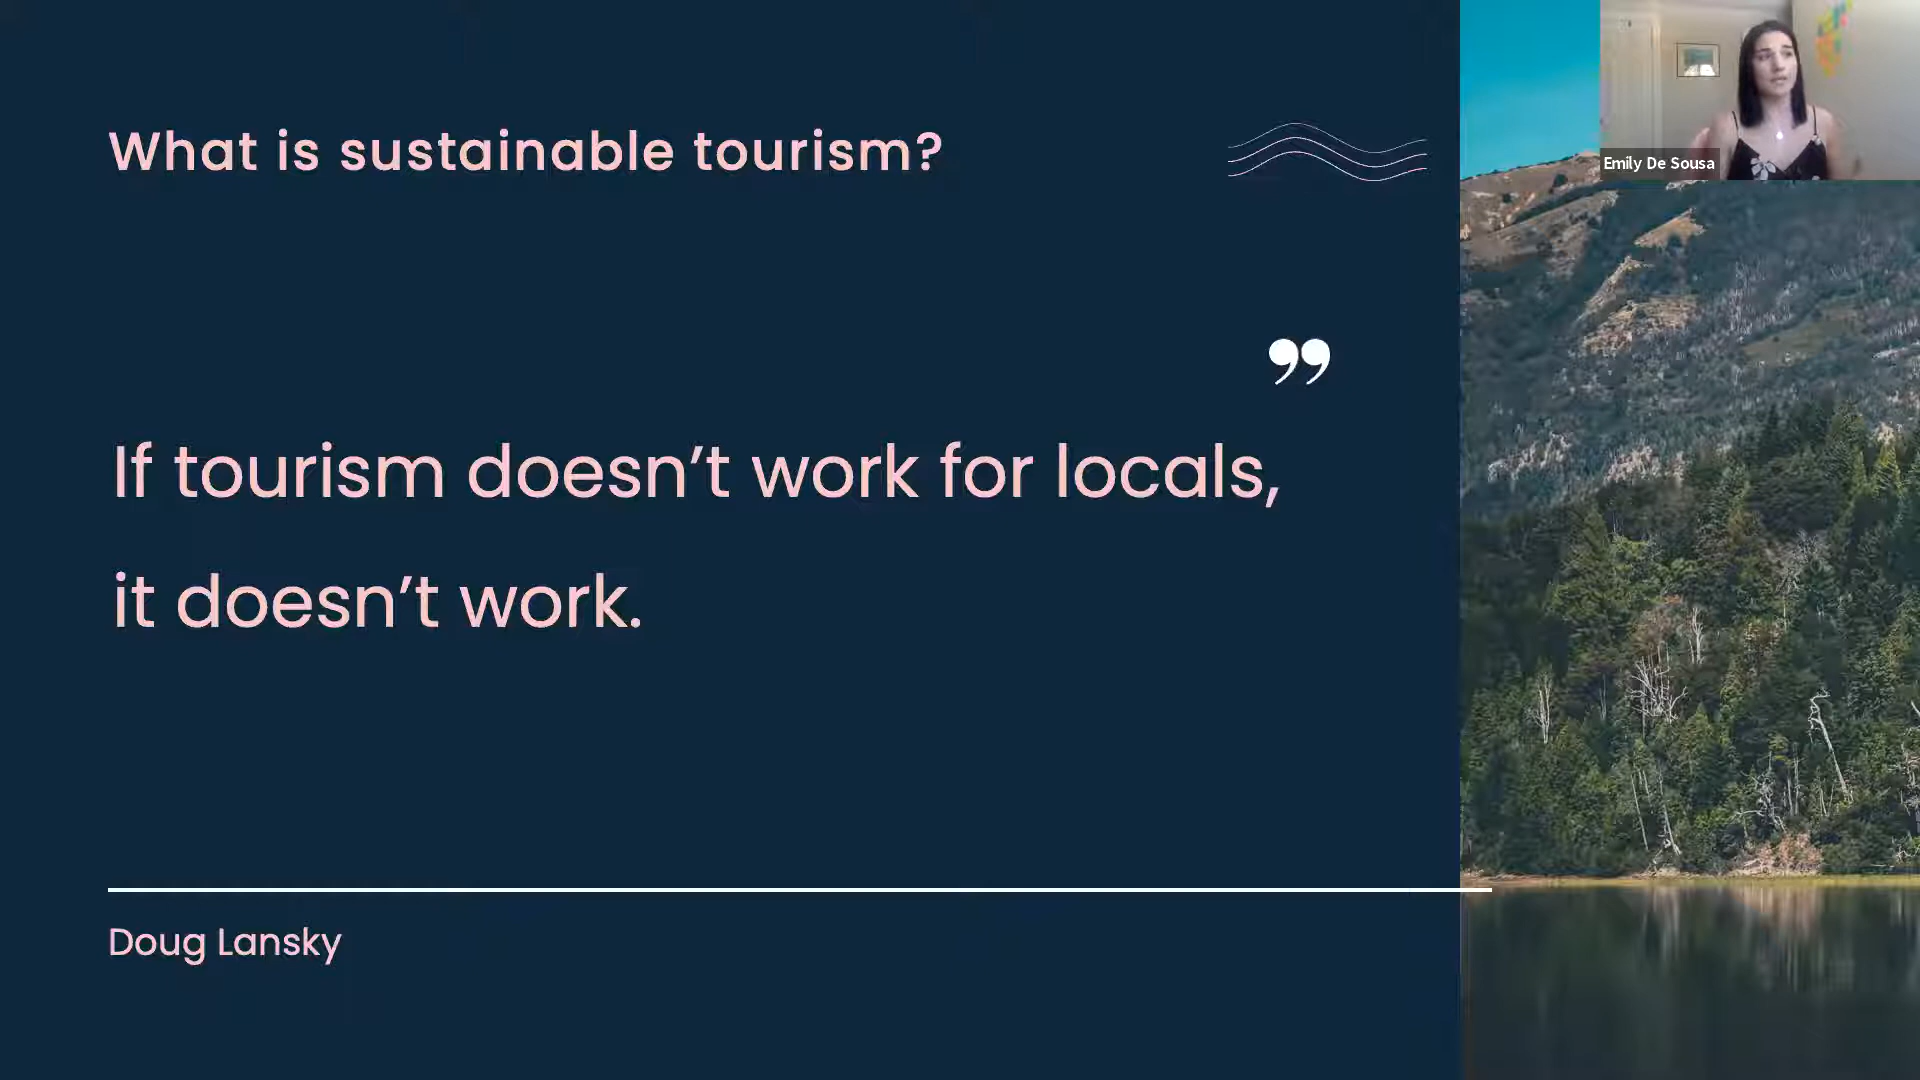 What is sustainable tourism?
Emily De Sousa
”
If tourism doesn’t work for locals,
it doesn’t work.
Doug Lansky